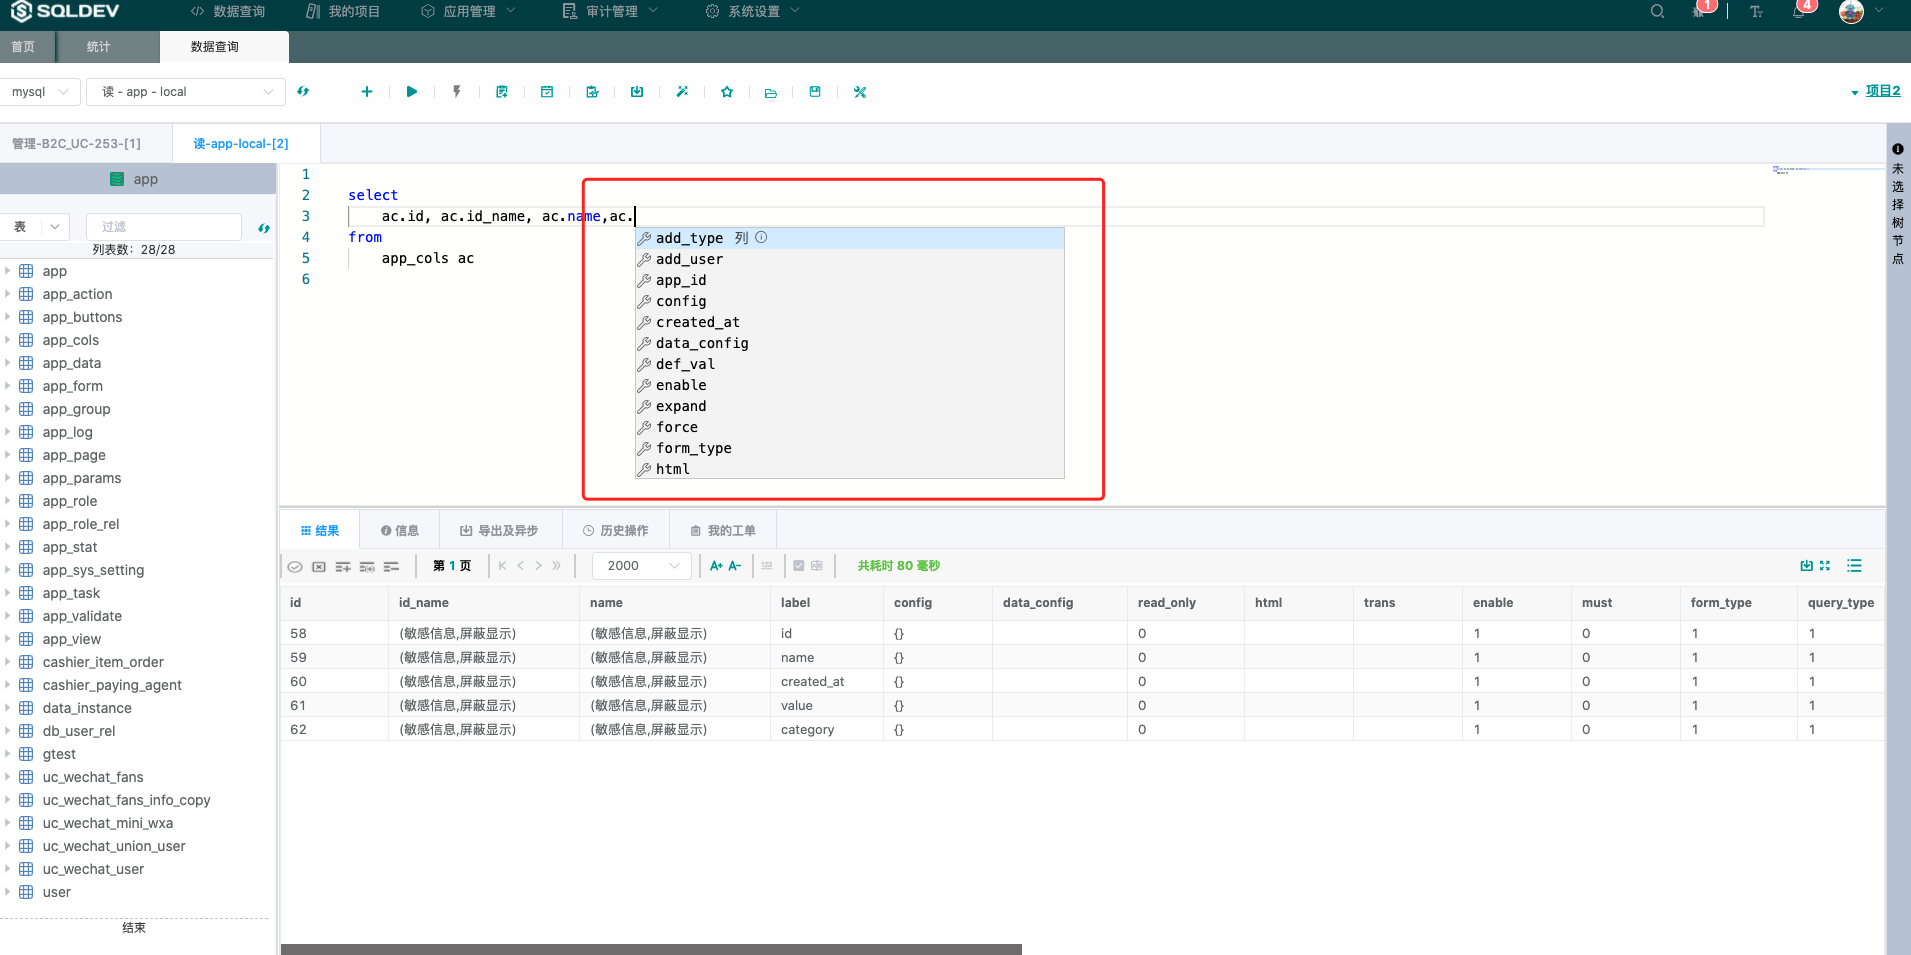 SQLDEV 数据查询 我的项目 应用管理 审计管理 系统设置 1 4
首页 统计 数据查询
mysql 读 - app - local 项目2
管理-B2C_UC-253-[1] 读-app-local-[2]
app
表 过滤
列表数：28/28
app
app_action
app_buttons
app_cols
app_data
app_form
app_group
app_log
app_page
app_params
app_role
app_role_rel
app_stat
app_sys_setting
app_task
app_validate
app_view
cashier_item_order
cashier_paying_agent
data_instance
db_user_rel
gtest
uc_wechat_fans
uc_wechat_fans_info_copy
uc_wechat_mini_wxa
uc_wechat_union_user
uc_wechat_user
user
结束
1
2 select
3 ac.id, ac.id_name, ac.name,ac.
4 from
5 app_cols ac
6
add_type 列
add_user
app_id
config
created_at
data_config
def_val
enable
expand
force
form_type
html
未选择树节点
结果 信息 导出及异步 历史操作 我的工单
第 1 页 2000 A+ A- 共耗时 80 毫秒
id id_name name label config data_config read_only html trans enable must form_type query_type
58 (敏感信息,屏蔽显示) (敏感信息,屏蔽显示) id {} 0 1 0 1 1
59 (敏感信息,屏蔽显示) (敏感信息,屏蔽显示) name {} 0 1 0 1 1
60 (敏感信息,屏蔽显示) (敏感信息,屏蔽显示) created_at {} 0 1 0 1 1
61 (敏感信息,屏蔽显示) (敏感信息,屏蔽显示) value {} 0 1 0 1 1
62 (敏感信息,屏蔽显示) (敏感信息,屏蔽显示) category {} 0 1 0 1 1